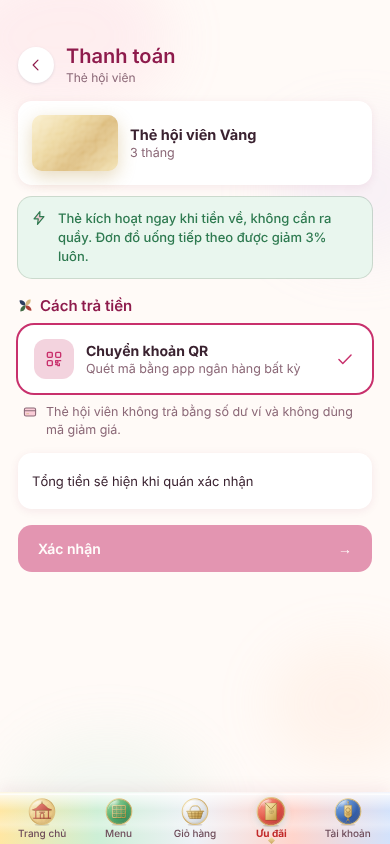 Thanh toán
Thẻ hội viên
Thẻ hội viên Vàng
3 tháng
Thẻ kích hoạt ngay khi tiền về, không cần ra
quầy. Đơn đồ uống tiếp theo được giảm 3%
luôn.
Cách trả tiền
Chuyển khoản QR
Quét mã bằng app ngân hàng bất kỳ
Thẻ hội viên không trả bằng số dư ví và không dùng
mã giảm giá.
Tổng tiền sẽ hiện khi quán xác nhận
Xác nhận →
Trang chủ Menu Giỏ hàng Ưu đãi Tài khoản